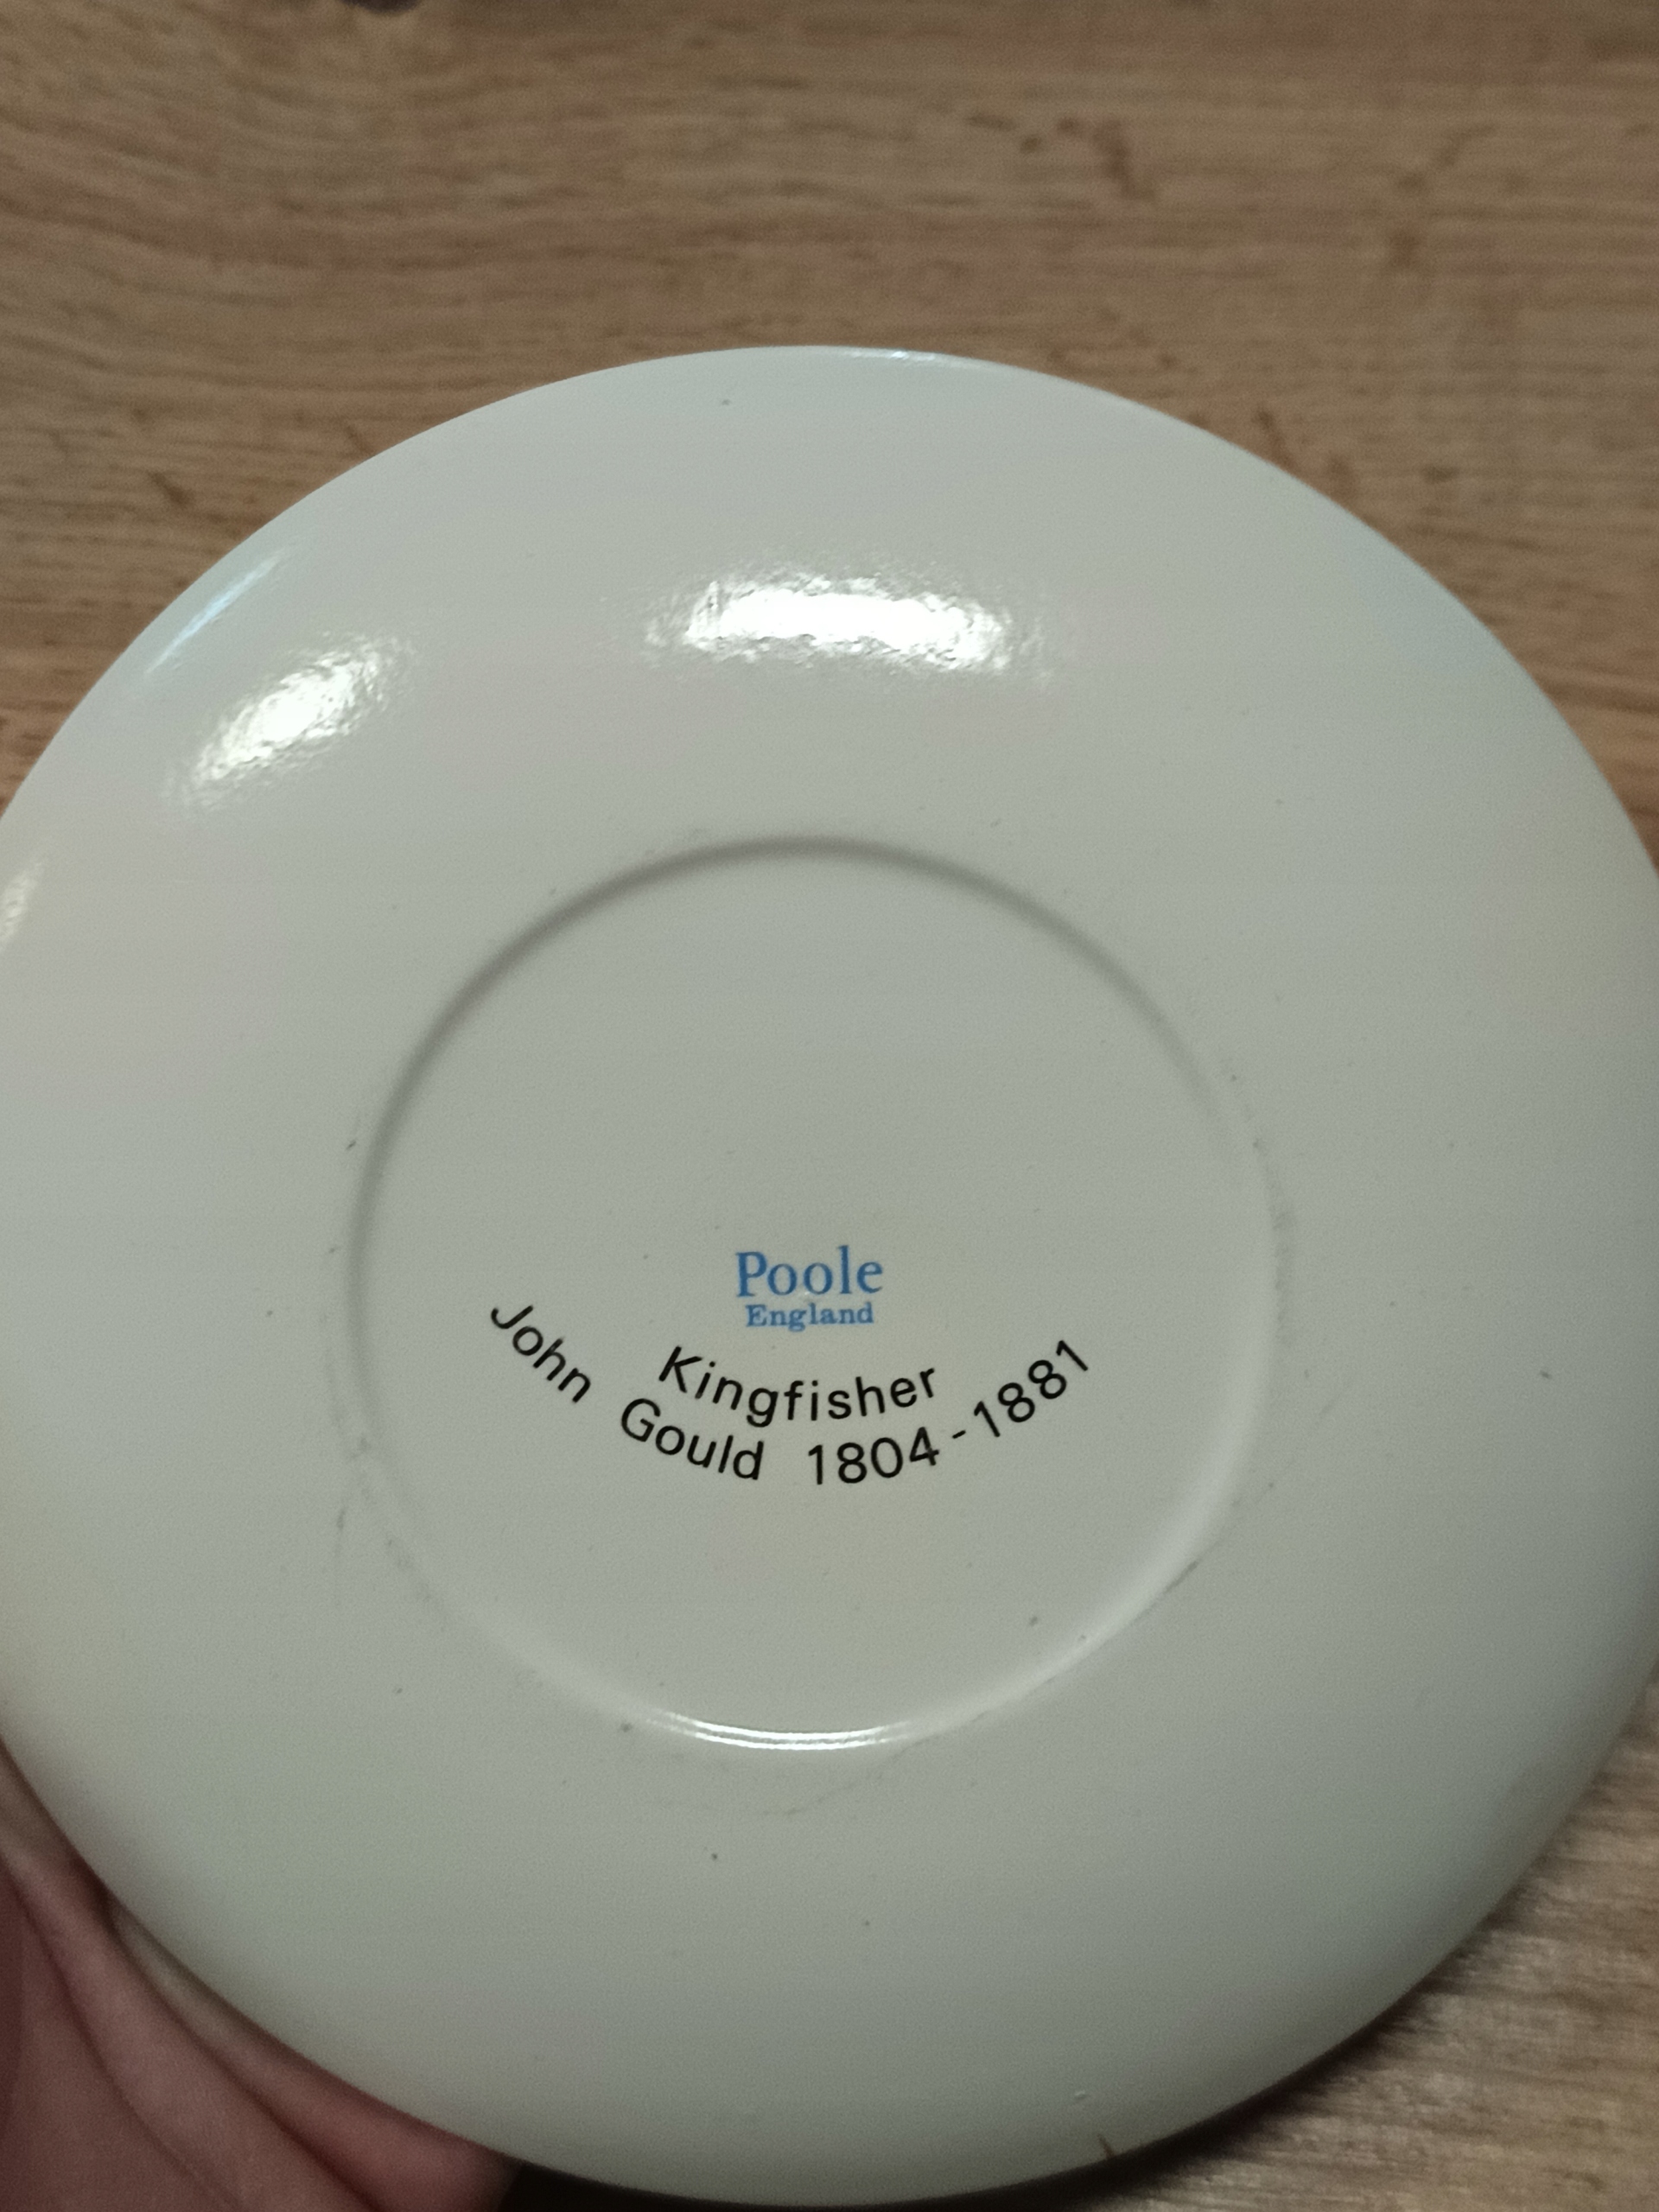 Poole
England
Kingfisher
John Gould 1804-1881